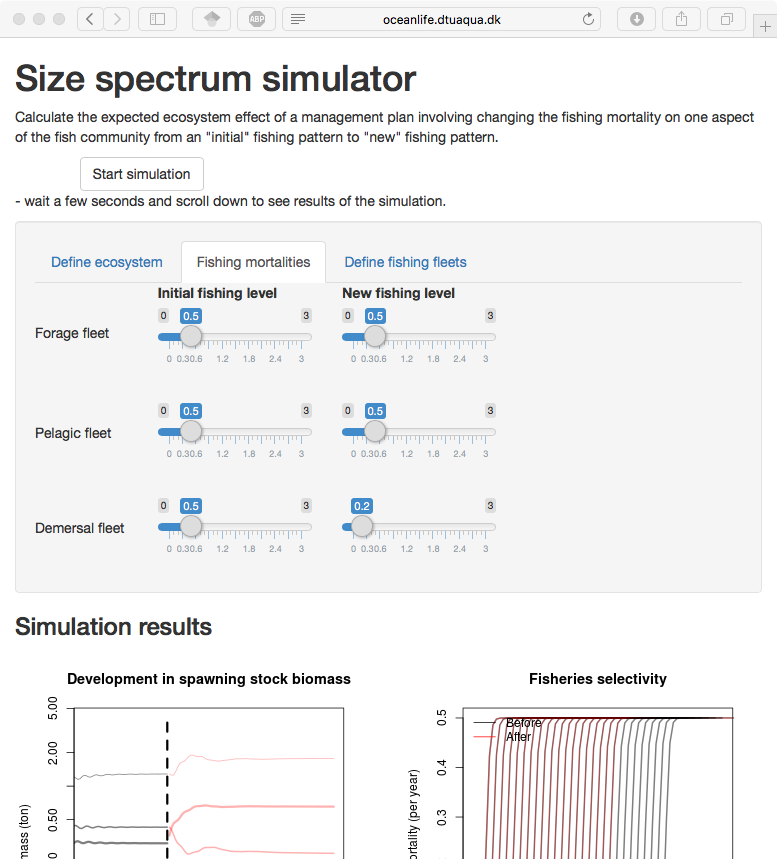 ABP
oceanlife.dtuaqua.dk
Size spectrum simulator
Calculate the expected ecosystem effect of a management plan involving changing the fishing mortality on one aspect
of the fish community from an "initial" fishing pattern to "new" fishing pattern.
Start simulation
- wait a few seconds and scroll down to see results of the simulation.
Define ecosystem Fishing mortalities Define fishing fleets
Initial fishing level New fishing level
0 0.5 3 0 0.5 3
Forage fleet
0 0.30.6 1.2 1.8 2.4 3 0 0.30.6 1.2 1.8 2.4 3
0 0.5 3 0 0.5 3
Pelagic fleet
0 0.30.6 1.2 1.8 2.4 3 0 0.30.6 1.2 1.8 2.4 3
0 0.5 3 0.2 3
Demersal fleet
0 0.30.6 1.2 1.8 2.4 3 0 0.30.6 1.2 1.8 2.4 3
Simulation results
Development in spawning stock biomass
5.00
2.00
0.50
(ton)
Fisheries selectivity
0.5
0.4
0.3
(per year)
Before
After